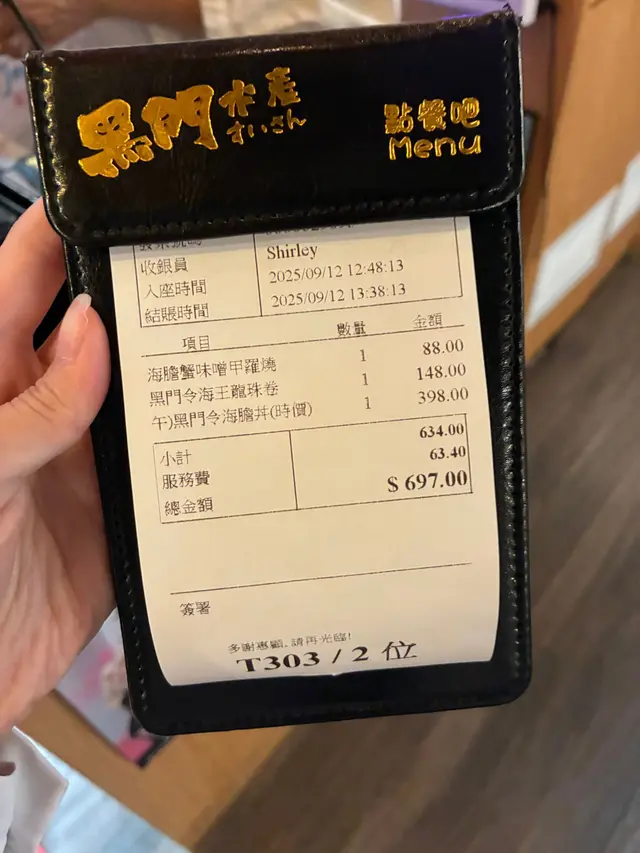 黑門水産
すいさん
點餐吧
Menu
收銀員 Shirley
入座時間 2025/09/12 12:48:13
結賬時間 2025/09/12 13:38:13
項目 數量 金額
海膽蟹味噌甲羅燒 1 88.00
黑門令海王龍珠卷 1 148.00
午)黑門令海膽丼(時價) 1 398.00
小計 634.00
服務費 63.40
總金額 $ 697.00
簽署
多謝惠顧, 請再光臨!
T303 / 2 位